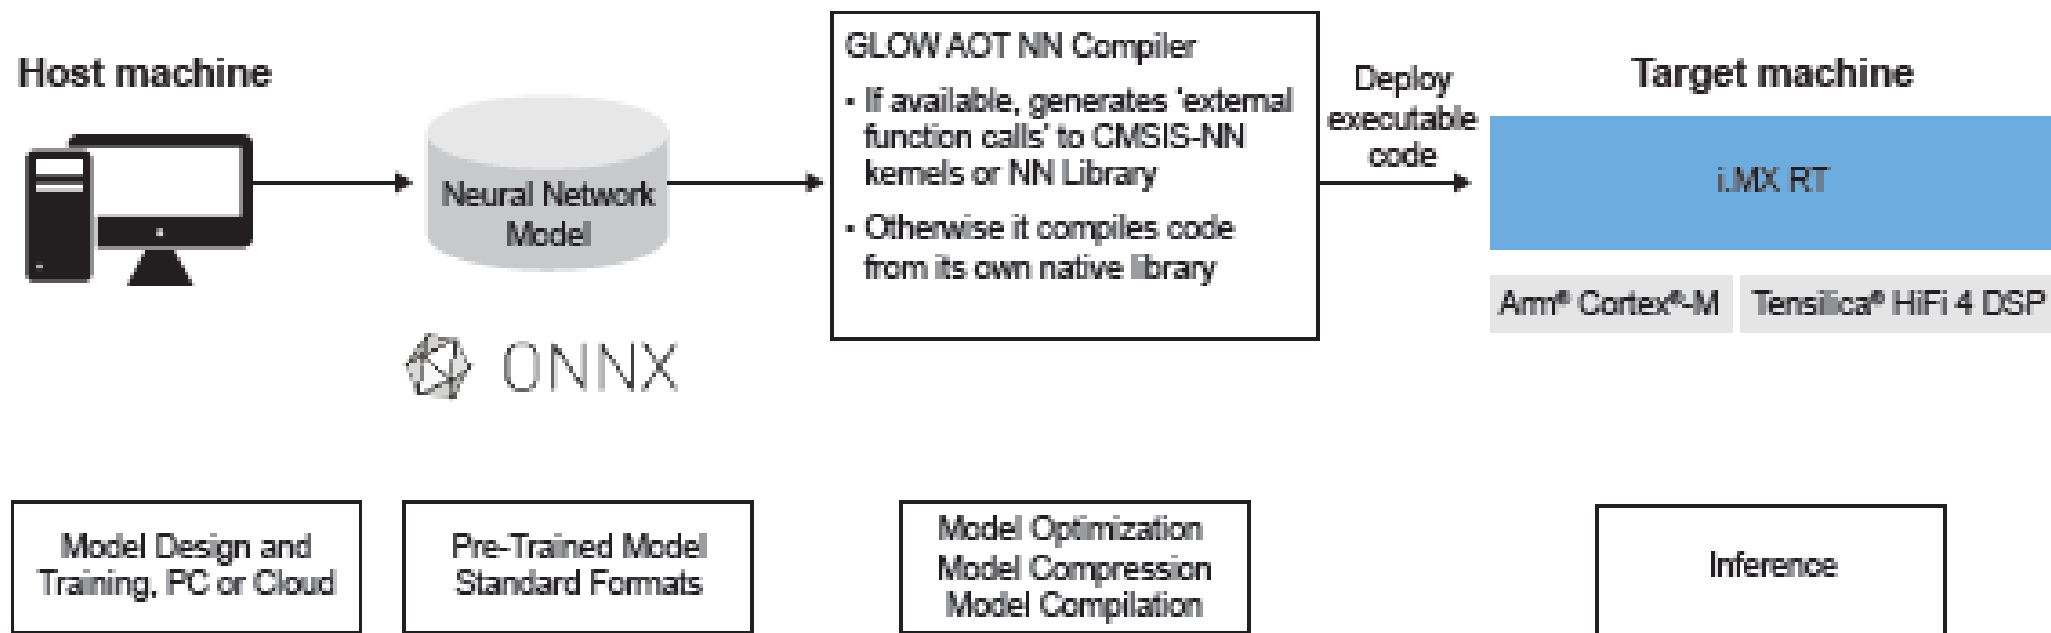 Host machine
Neural Network
Model
ONNX
GLOW AOT NN Compiler
• If available, generates 'external
function calls' to CMSIS-NN
kernels or NN Library
• Otherwise it compiles code
from its own native library
Deploy
executable
code
Target machine
i.MX RT
Arm® Cortex®-M
Tensilica® HiFi 4 DSP
Model Design and
Training, PC or Cloud
Pre-Trained Model
Standard Formats
Model Optimization
Model Compression
Model Compilation
Inference